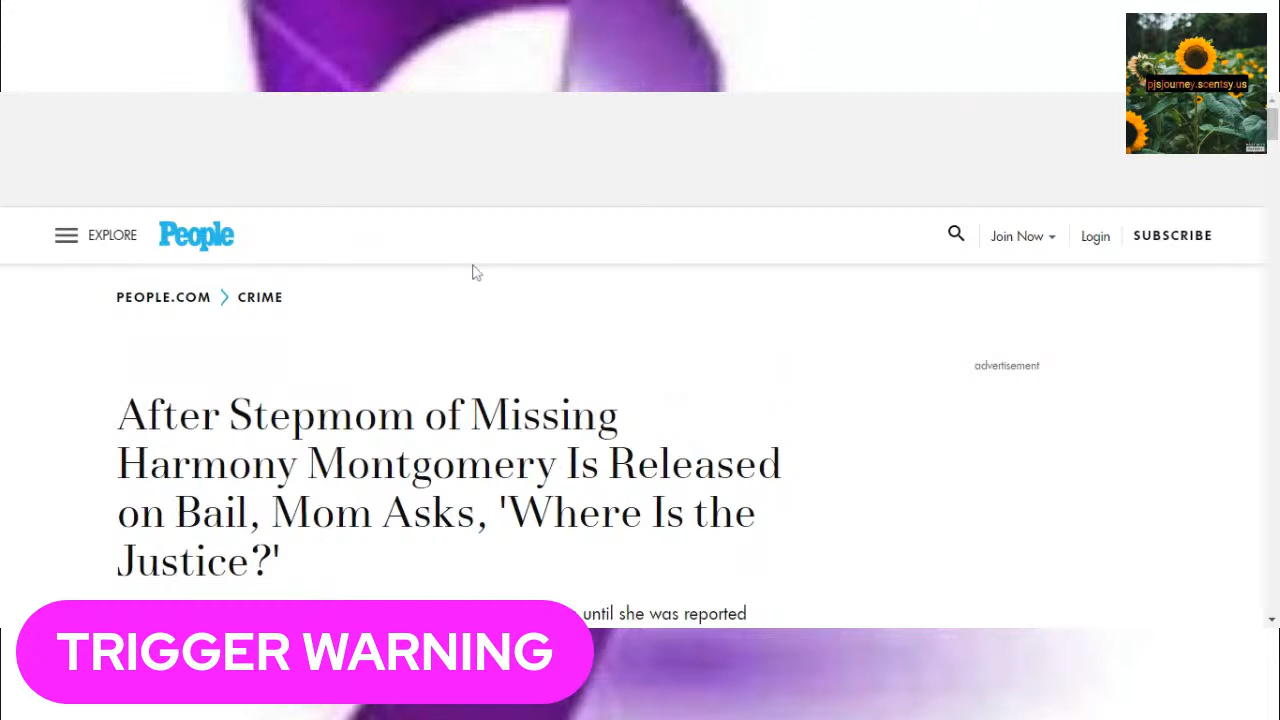 pjsjourney.scentsy.us
EXPLORE
People
Join Now
Login
SUBSCRIBE
PEOPLE.COM > CRIME
advertisement
After Stepmom of Missing
Harmony Montgomery Is Released
on Bail, Mom Asks, 'Where Is the
Justice?'
until she was reported
TRIGGER WARNING